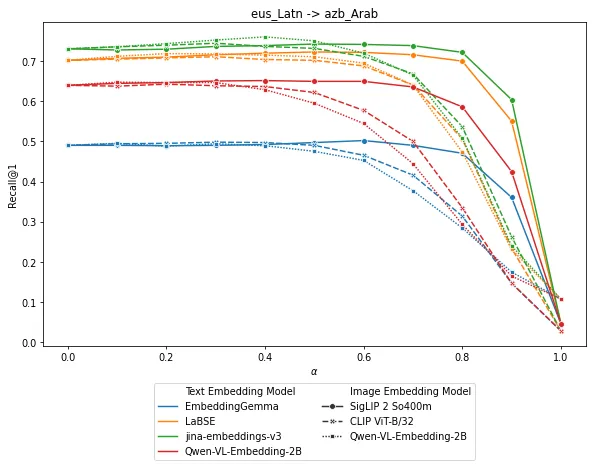 eus_Latn -> azb_Arab
Recall@1
0.7
0.6
0.5
0.4
0.3
0.2
0.1
0.0
0.0 0.2 0.4 0.6 0.8 1.0
α
Text Embedding Model Image Embedding Model
EmbeddingGemma SigLIP 2 So400m
LaBSE CLIP ViT-B/32
jina-embeddings-v3 Qwen-VL-Embedding-2B
Qwen-VL-Embedding-2B